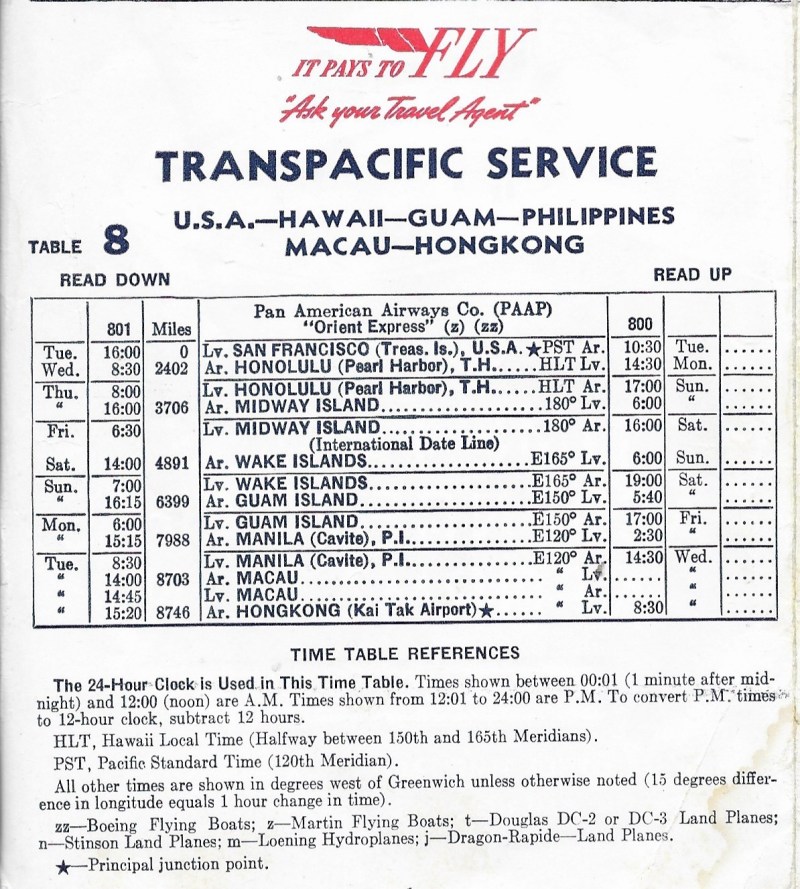 IT PAYS TO FLY
"Ask your Travel Agent"
TRANSPACIFIC SERVICE
U.S.A.—HAWAII—GUAM—PHILIPPINES
TABLE 8 MACAU—HONGKONG
READ DOWN READ UP
801 Miles Pan American Airways Co. (PAAP) 800
"Orient Express" (z) (zz)
Tue. 16:00 0 Lv. SAN FRANCISCO (Treas. Is.), U.S.A. ★PST Ar. 10:30 Tue. ......
Wed. 8:30 2402 Ar. HONOLULU (Pearl Harbor), T.H. ..... HLT Lv. 14:30 Mon. ......
Thu. 8:00 Lv. HONOLULU (Pearl Harbor), T.H. ..... HLT Ar. 17:00 Sun. ......
" 16:00 3706 Ar. MIDWAY ISLAND..................... 180° Lv. 6:00 " ......
Fri. 6:30 Lv. MIDWAY ISLAND..................... 180° Ar. 16:00 Sat. ......
(International Date Line)
Sat. 14:00 4891 Ar. WAKE ISLANDS.....................E165° Lv. 6:00 Sun. ......
Sun. 7:00 Lv. WAKE ISLANDS.....................E165° Ar. 19:00 Sat. ......
" 16:15 6399 Ar. GUAM ISLAND......................E150° Lv. 5:40 " ......
Mon. 6:00 Lv. GUAM ISLAND......................E150° Ar. 17:00 Fri. ......
" 15:15 7988 Ar. MANILA (Cavite), P.I................E120° Lv. 2:30 " ......
Tue. 8:30 Lv. MANILA (Cavite), P.I................E120° Ar. 14:30 Wed. ......
" 14:00 8703 Ar. MACAU............................... " Lv. ...... " ......
" 14:45 Lv. MACAU............................... " Ar. ...... " ......
" 15:20 8746 Ar. HONGKONG (Kai Tak Airport)★...... " Lv. 8:30 " ......
TIME TABLE REFERENCES
The 24-Hour Clock is Used in This Time Table. Times shown between 00:01 (1 minute after mid-
night) and 12:00 (noon) are A.M. Times shown from 12:01 to 24:00 are P.M. To convert P.M. times
to 12-hour clock, subtract 12 hours.
HLT, Hawaii Local Time (Halfway between 150th and 165th Meridians).
PST, Pacific Standard Time (120th Meridian).
All other times are shown in degrees west of Greenwich unless otherwise noted (15 degrees differ-
ence in longitude equals 1 hour change in time).
zz—Boeing Flying Boats; z—Martin Flying Boats; t—Douglas DC-2 or DC-3 Land Planes;
n—Stinson Land Planes; m—Loening Hydroplanes; j—Dragon-Rapide—Land Planes.
★—Principal junction point.